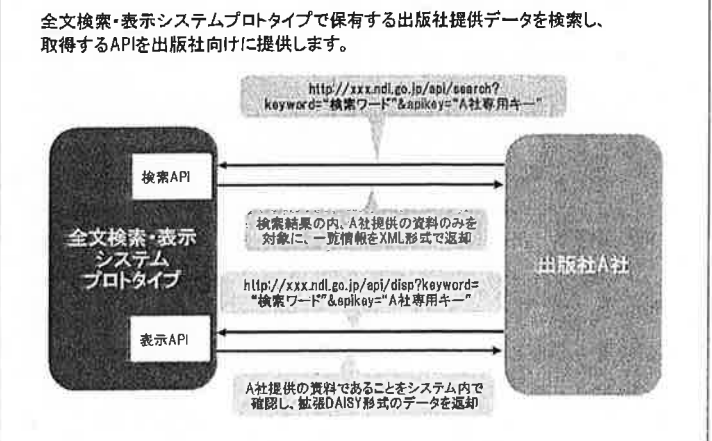 全文検索・表示システムプロトタイプで保有する出版社提供データを検索し、
取得するAPIを出版社向けに提供します。
http://xxx.ndl.go.jp/api/search?
keyword="検索ワード"&apikey="A社専用キー"
検索API
検索結果の内、A社提供の資料のみを
対象に、一覧情報をXML形式で返却
全文検索・表示
システム
プロトタイプ
出版社A社
http://xxx.ndl.go.jp/api/disp?keyword=
"検索ワード"&apikey="A社専用キー"
表示API
A社提供の資料であることをシステム内で
確認し、拡張DAISY形式のデータを返却